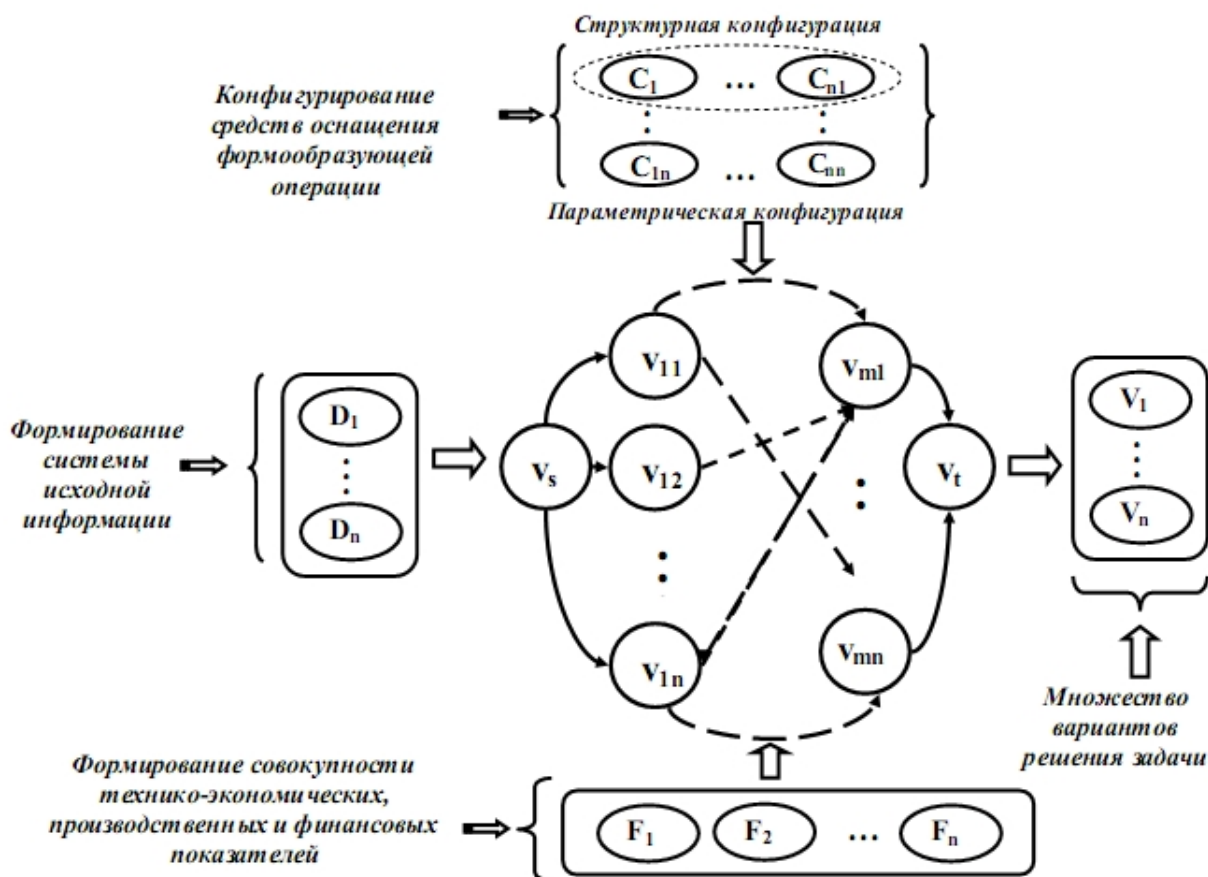 Структурная конфигурация
C1 ... Cn1
Конфигурирование
средств оснащения
формообразующей
операции
C1n ... Cnn
Параметрическая конфигурация
v11
vm1
D1
V1
Формирование
системы
исходной
информации
vs
v12
vt
Dn
Vn
v1n
vmn
Множество
вариантов
решения задачи
Формирование совокупности
технико-экономических,
производственных и финансовых
показателей
F1 F2 ... Fn